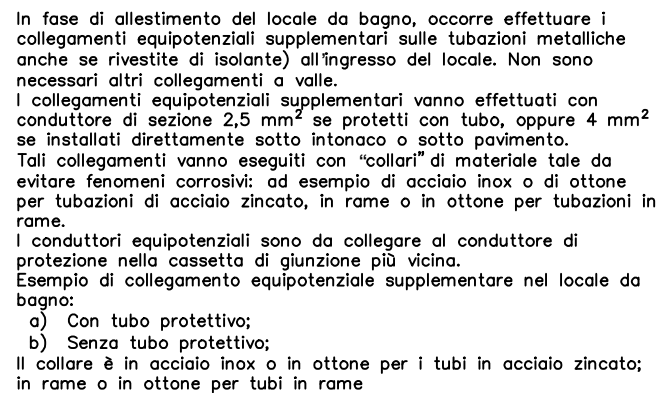 In fase di allestimento del locale da bagno, occorre effettuare i
collegamenti equipotenziali supplementari sulle tubazioni metalliche
anche se rivestite di isolante) all'ingresso del locale. Non sono
necessari altri collegamenti a valle.
I collegamenti equipotenziali supplementari vanno effettuati con
conduttore di sezione 2,5 mm² se protetti con tubo, oppure 4 mm²
se installati direttamente sotto intonaco o sotto pavimento.
Tali collegamenti vanno eseguiti con “collari” di materiale tale da
evitare fenomeni corrosivi: ad esempio di acciaio inox o di ottone
per tubazioni di acciaio zincato, in rame o in ottone per tubazioni in
rame.
I conduttori equipotenziali sono da collegare al conduttore di
protezione nella cassetta di giunzione più vicina.
Esempio di collegamento equipotenziale supplementare nel locale da
bagno:
a) Con tubo protettivo;
b) Senza tubo protettivo;
Il collare è in acciaio inox o in ottone per i tubi in acciaio zincato;
in rame o in ottone per tubi in rame